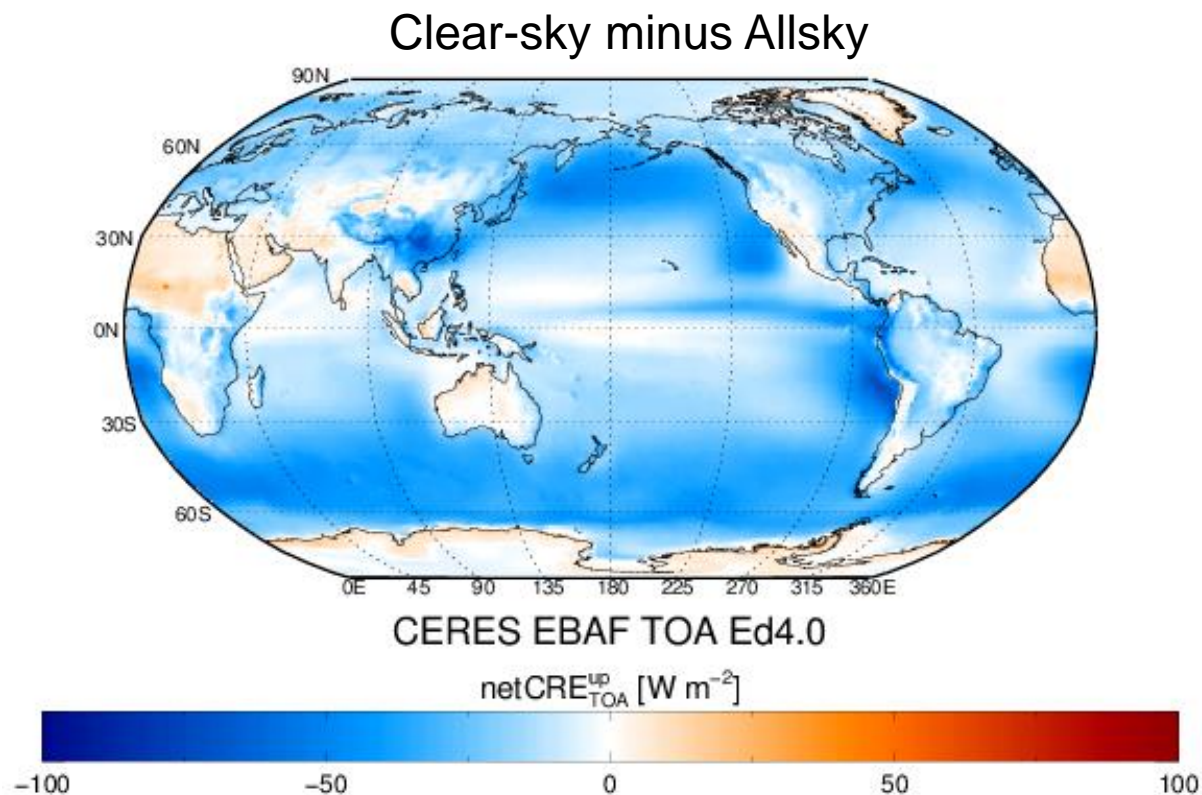 Clear-sky minus Allsky
90N
60N
30N
0N
30S
60S
0E 45 90 135 180 225 270 315 360E
CERES EBAF TOA Ed4.0
netCRE^up_TOA [W m−2]
−100 −50 0 50 100